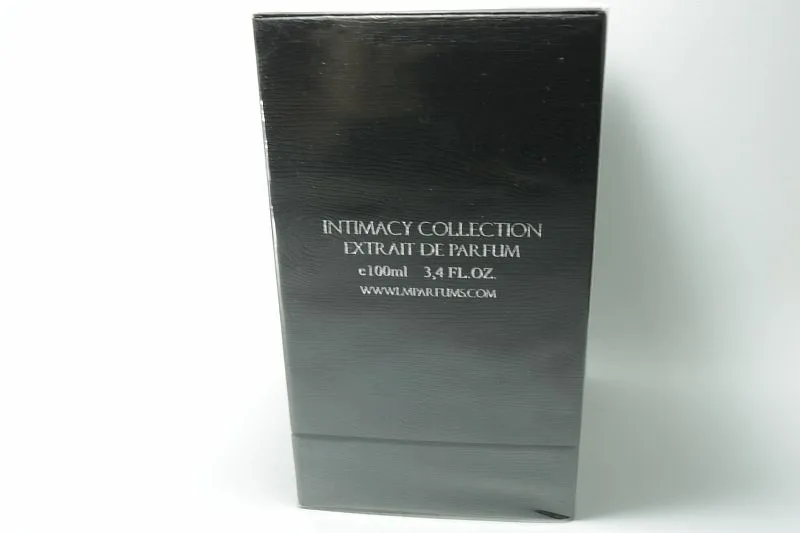 INTIMACY COLLECTION
EXTRAIT DE PARFUM
e100ml 3,4 FL.OZ.
WWW.LMPARFUMS.COM